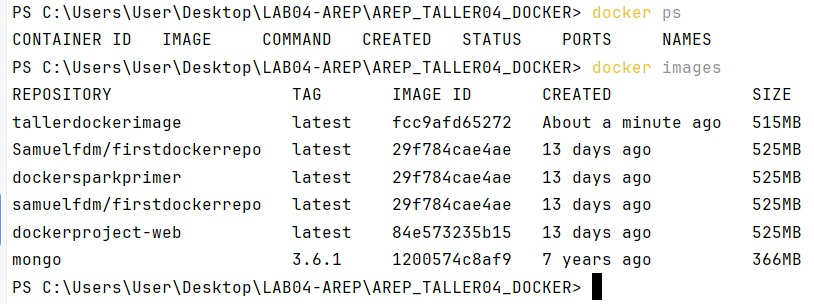 PS C:\Users\User\Desktop\LAB04-AREP\AREP_TALLER04_DOCKER> docker ps
CONTAINER ID   IMAGE     COMMAND   CREATED   STATUS    PORTS     NAMES
PS C:\Users\User\Desktop\LAB04-AREP\AREP_TALLER04_DOCKER> docker images
REPOSITORY                 TAG       IMAGE ID       CREATED              SIZE
tallerdockerimage          latest    fcc9afd65272   About a minute ago   515MB
Samuelfdm/firstdockerrepo   latest    29f784cae4ae   13 days ago          525MB
dockersparkprimer          latest    29f784cae4ae   13 days ago          525MB
samuelfdm/firstdockerrepo   latest    29f784cae4ae   13 days ago          525MB
dockerproject-web          latest    84e573235b15   13 days ago          525MB
mongo                      3.6.1     1200574c8af9   7 years ago          366MB
PS C:\Users\User\Desktop\LAB04-AREP\AREP_TALLER04_DOCKER>